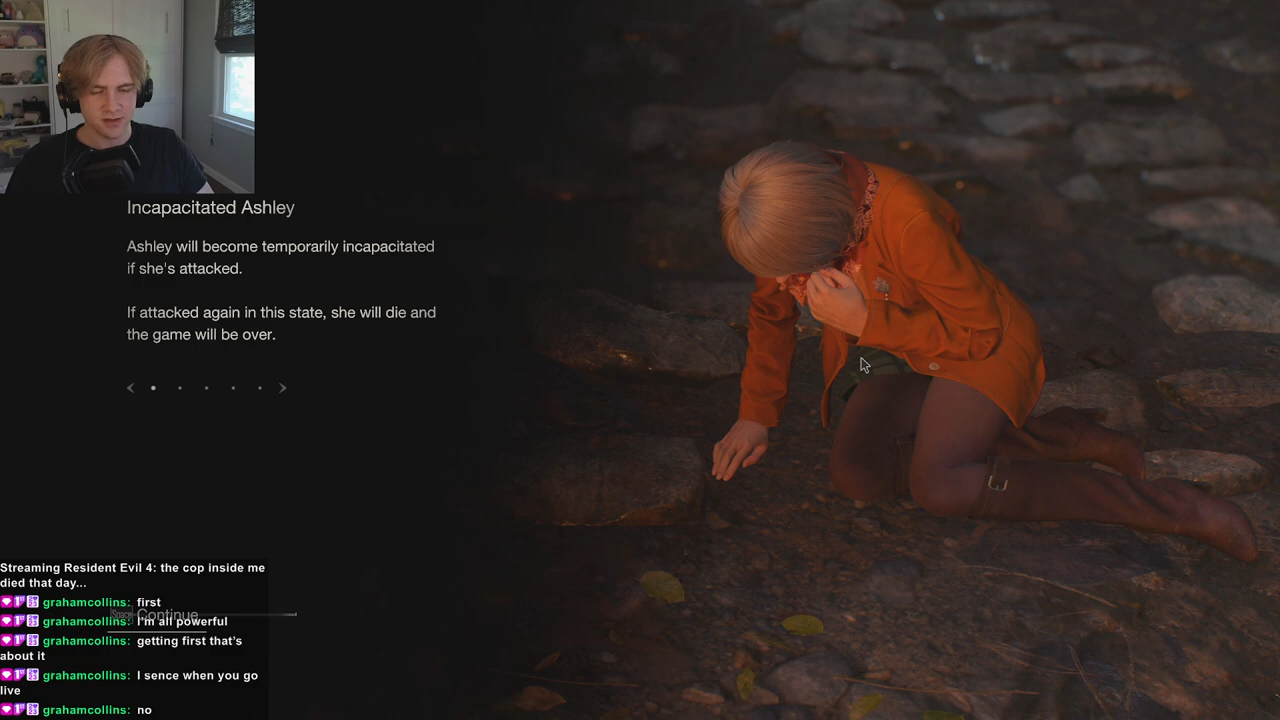 Incapacitated Ashley
Ashley will become temporarily incapacitated
if she's attacked.
If attacked again in this state, she will die and
the game will be over.
Streaming Resident Evil 4: the cop inside me
died that day...
grahamcollins: first
Space Continue
grahamcollins: I'm all powerful
grahamcollins: getting first that's
about it
grahamcollins: I sence when you go
live
grahamcollins: no